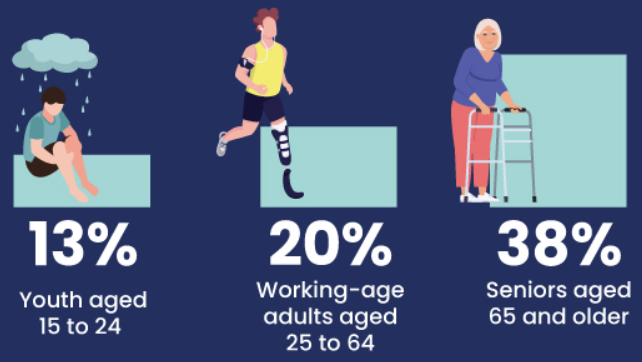 13%
Youth aged
15 to 24
20%
Working-age
adults aged
25 to 64
38%
Seniors aged
65 and older